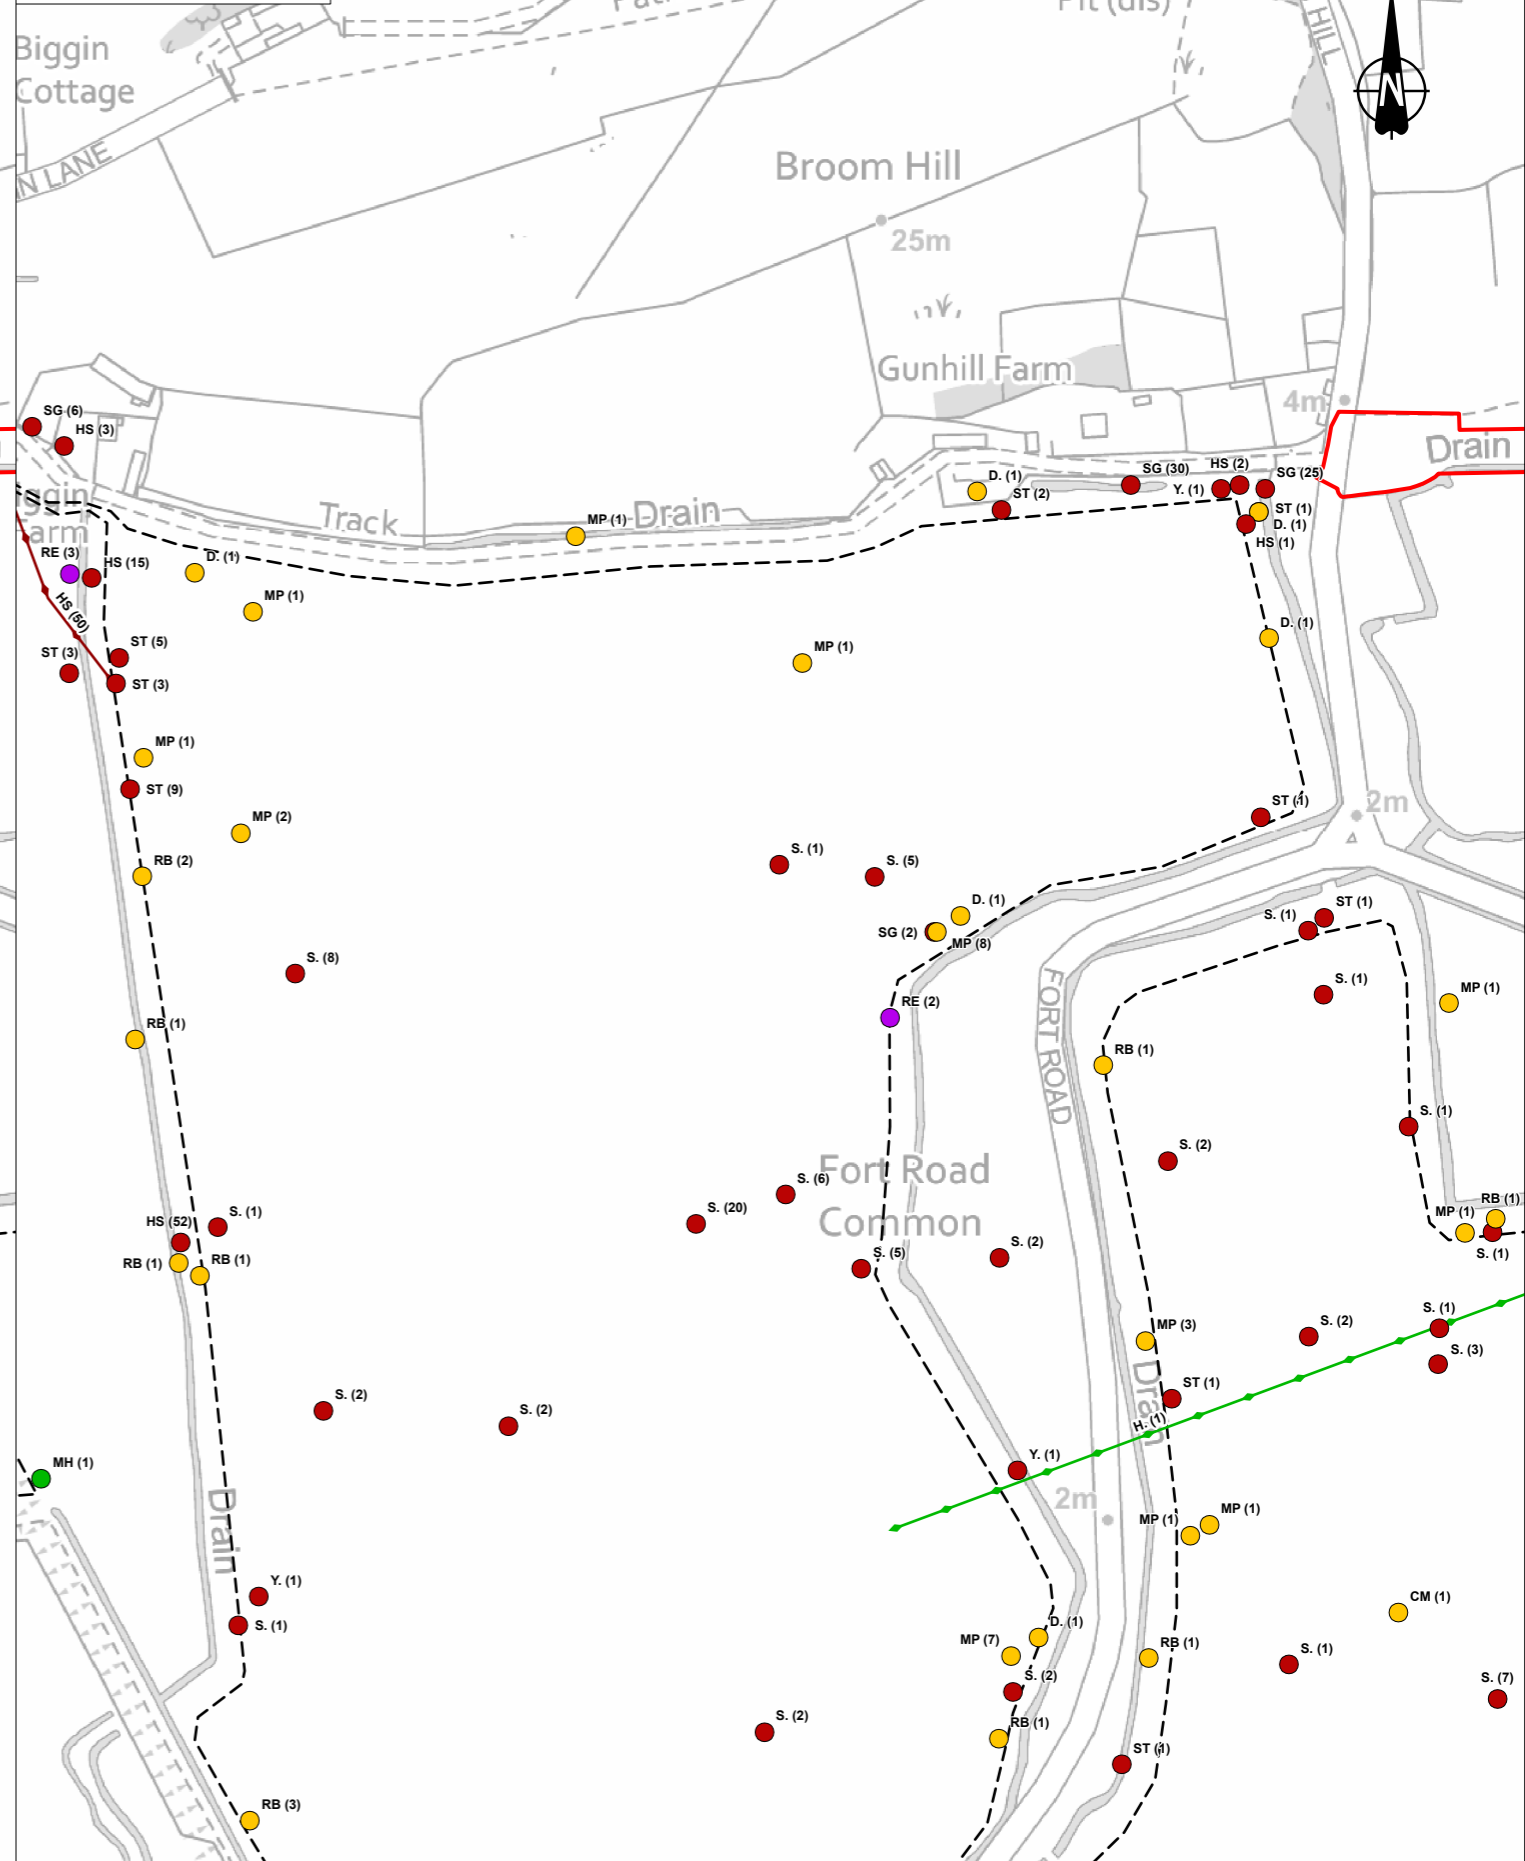 HILL
Biggin
Cottage
N LANE
N
Broom Hill
25m
Gunhill Farm
4m
SG (6)
HS (3)
Drain
D. (1)
SG (30)
HS (2)
SG (25)
Y. (1)
ST (2)
ST (1)
D. (1)
HS (1)
ggin
arm
Track
MP (1)
Drain
RE (3)
HS (15)
D. (1)
MP (1)
HS (50)
D. (1)
ST (5)
ST (3)
ST (3)
MP (1)
MP (1)
ST (9)
MP (2)
ST (1)
2m
RB (2)
S. (1)
S. (5)
D. (1)
SG (2)
MP (8)
S. (1)
ST (1)
S. (8)
RE (2)
S. (1)
MP (1)
FORT ROAD
RB (1)
RB (1)
S. (1)
S. (2)
Fort Road
Common
S. (6)
S. (20)
S. (1)
HS (52)
RB (1)
RB (1)
S. (5)
S. (2)
RB (1)
MP (1)
S. (1)
MP (3)
S. (2)
S. (1)
S. (3)
Drain
ST (1)
H. (1)
S. (2)
S. (2)
MH (1)
Y. (1)
2m
MP (1)
MP (1)
Drain
Y. (1)
S. (1)
D. (1)
MP (7)
S. (2)
RB (1)
RB (1)
CM (1)
S. (1)
S. (7)
S. (2)
ST (1)
RB (3)